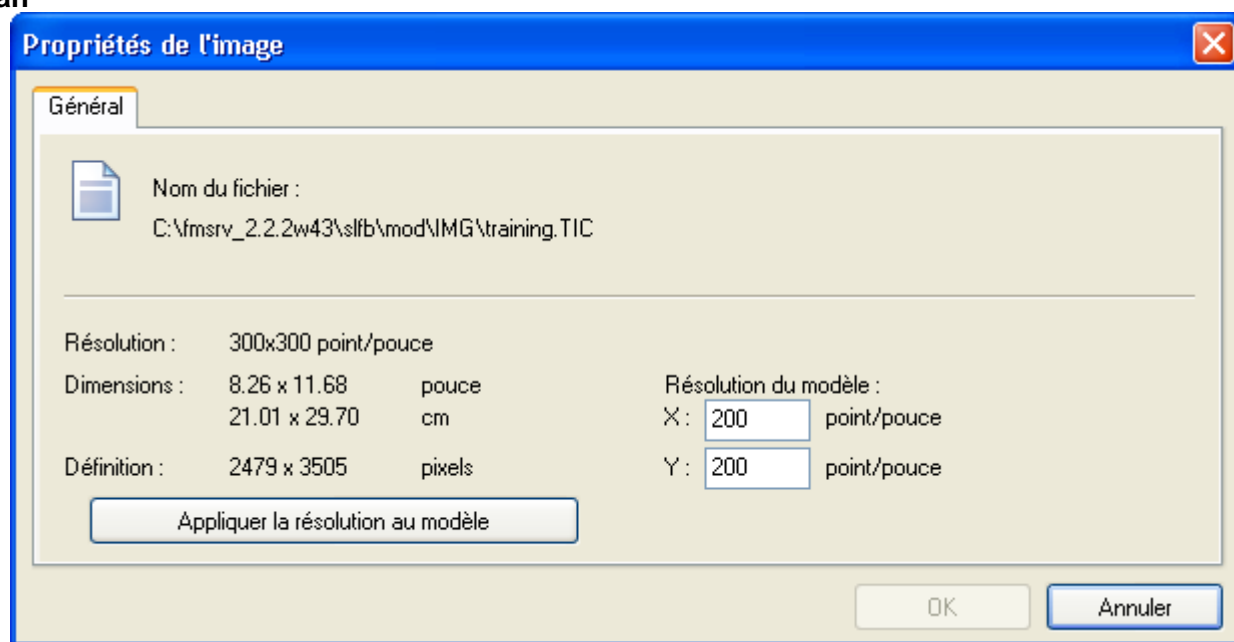 Propriétés de l'image
Général
Nom du fichier :
C:\fmsrv_2.2.2w43\slfb\mod\IMG\training.TIC
Résolution : 300x300 point/pouce
Dimensions : 8.26 x 11.68 pouce Résolution du modèle :
21.01 x 29.70 cm X : 200 point/pouce
Définition : 2479 x 3505 pixels Y : 200 point/pouce
Appliquer la résolution au modèle
OK Annuler